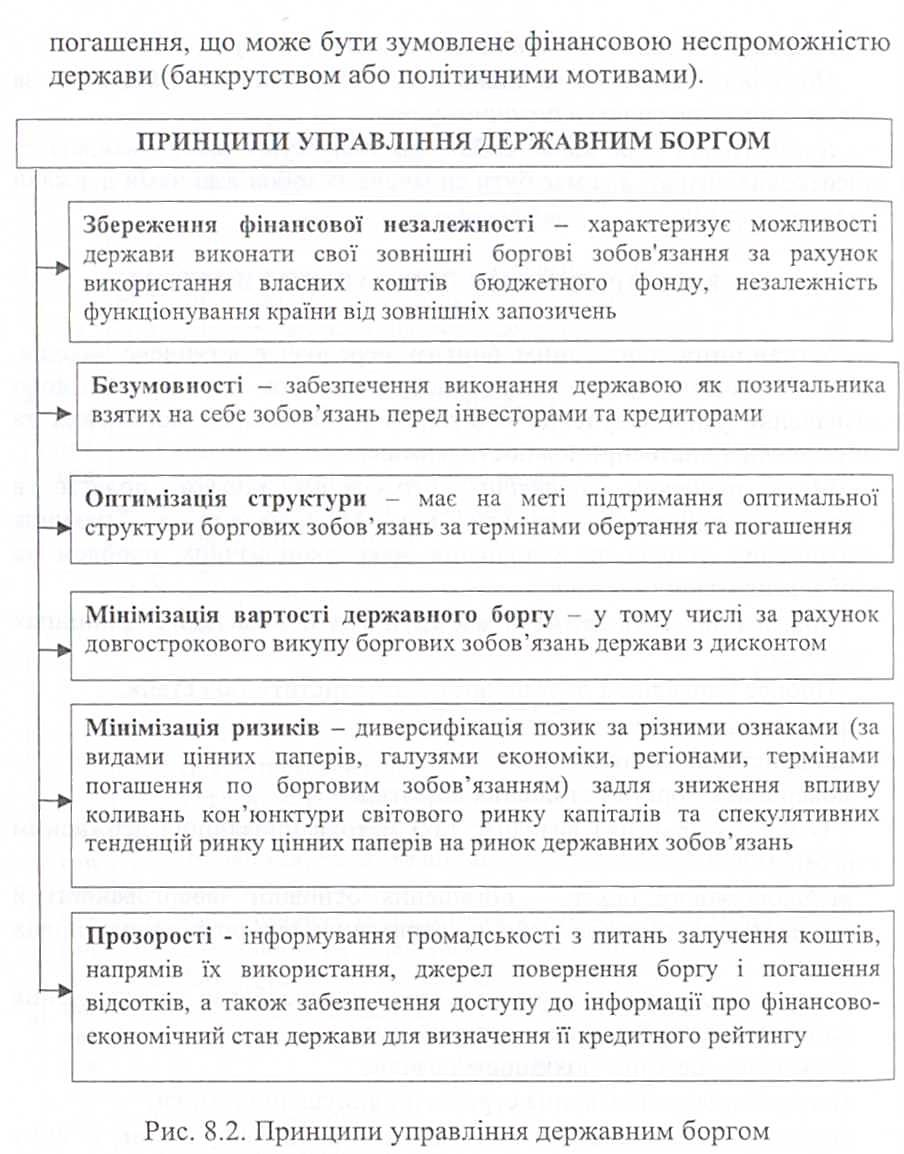 погашення, що може бути зумовлене фінансовою неспроможністю
держави (банкрутством або політичними мотивами).
ПРИНЦИПИ УПРАВЛІННЯ ДЕРЖАВНИМ БОРГОМ
Збереження фінансової незалежності – характеризує можливості
держави виконати свої зовнішні боргові зобов'язання за рахунок
використання власних коштів бюджетного фонду, незалежність
функціонування країни від зовнішніх запозичень
Безумовності – забезпечення виконання державою як позичальника
взятих на себе зобов’язань перед інвесторами та кредиторами
Оптимізація структури – має на меті підтримання оптимальної
структури боргових зобов’язань за термінами обертання та погашення
Мінімізація вартості державного боргу – у тому числі за рахунок
довгострокового викупу боргових зобов’язань держави з дисконтом
Мінімізація ризиків – диверсифікація позик за різними ознаками (за
видами цінних паперів, галузями економіки, регіонами, термінами
погашення по борговим зобов’язанням) задля зниження впливу
коливань кон’юнктури світового ринку капіталів та спекулятивних
тенденцій ринку цінних паперів на ринок державних зобов’язань
Прозорості - інформування громадськості з питань залучення коштів,
напрямів їх використання, джерел повернення боргу і погашення
відсотків, а також забезпечення доступу до інформації про фінансово-
економічний стан держави для визначення її кредитного рейтингу
Рис. 8.2. Принципи управління державним боргом